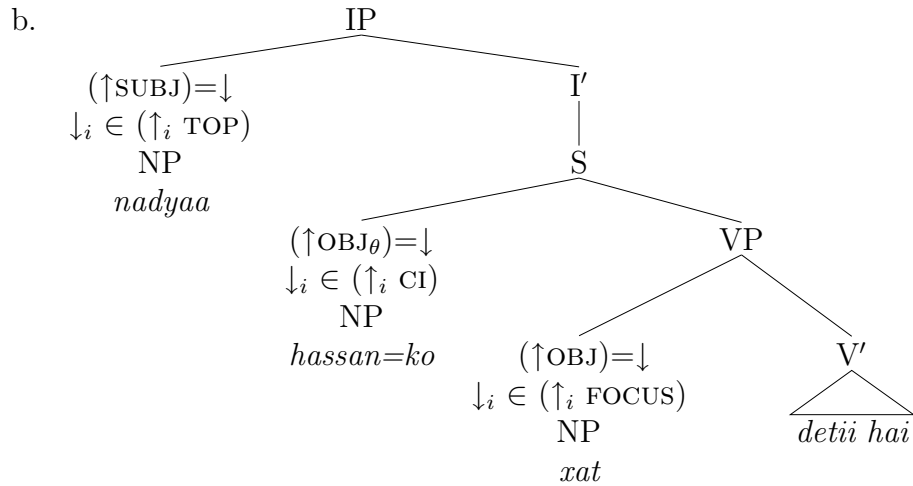 b.
IP
(↑SUBJ)=↓
↓i ∈ (↑i TOP)
NP
nadyaa
I′
S
(↑OBJθ)=↓
↓i ∈ (↑i CI)
NP
hassan=ko
VP
(↑OBJ)=↓
↓i ∈ (↑i FOCUS)
NP
xat
V′
detii hai